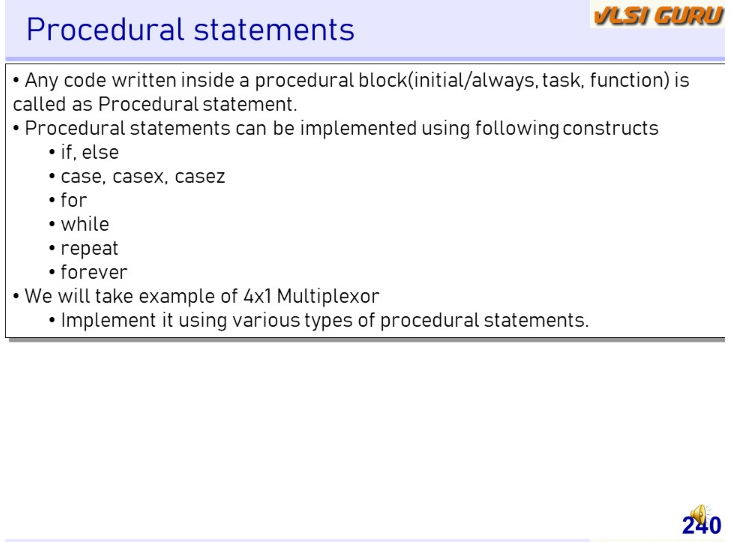 Procedural statements
VLSI GURU
• Any code written inside a procedural block(initial/always, task, function) is
called as Procedural statement.
• Procedural statements can be implemented using following constructs
• if, else
• case, casex, casez
• for
• while
• repeat
• forever
• We will take example of 4x1 Multiplexor
• Implement it using various types of procedural statements.
240